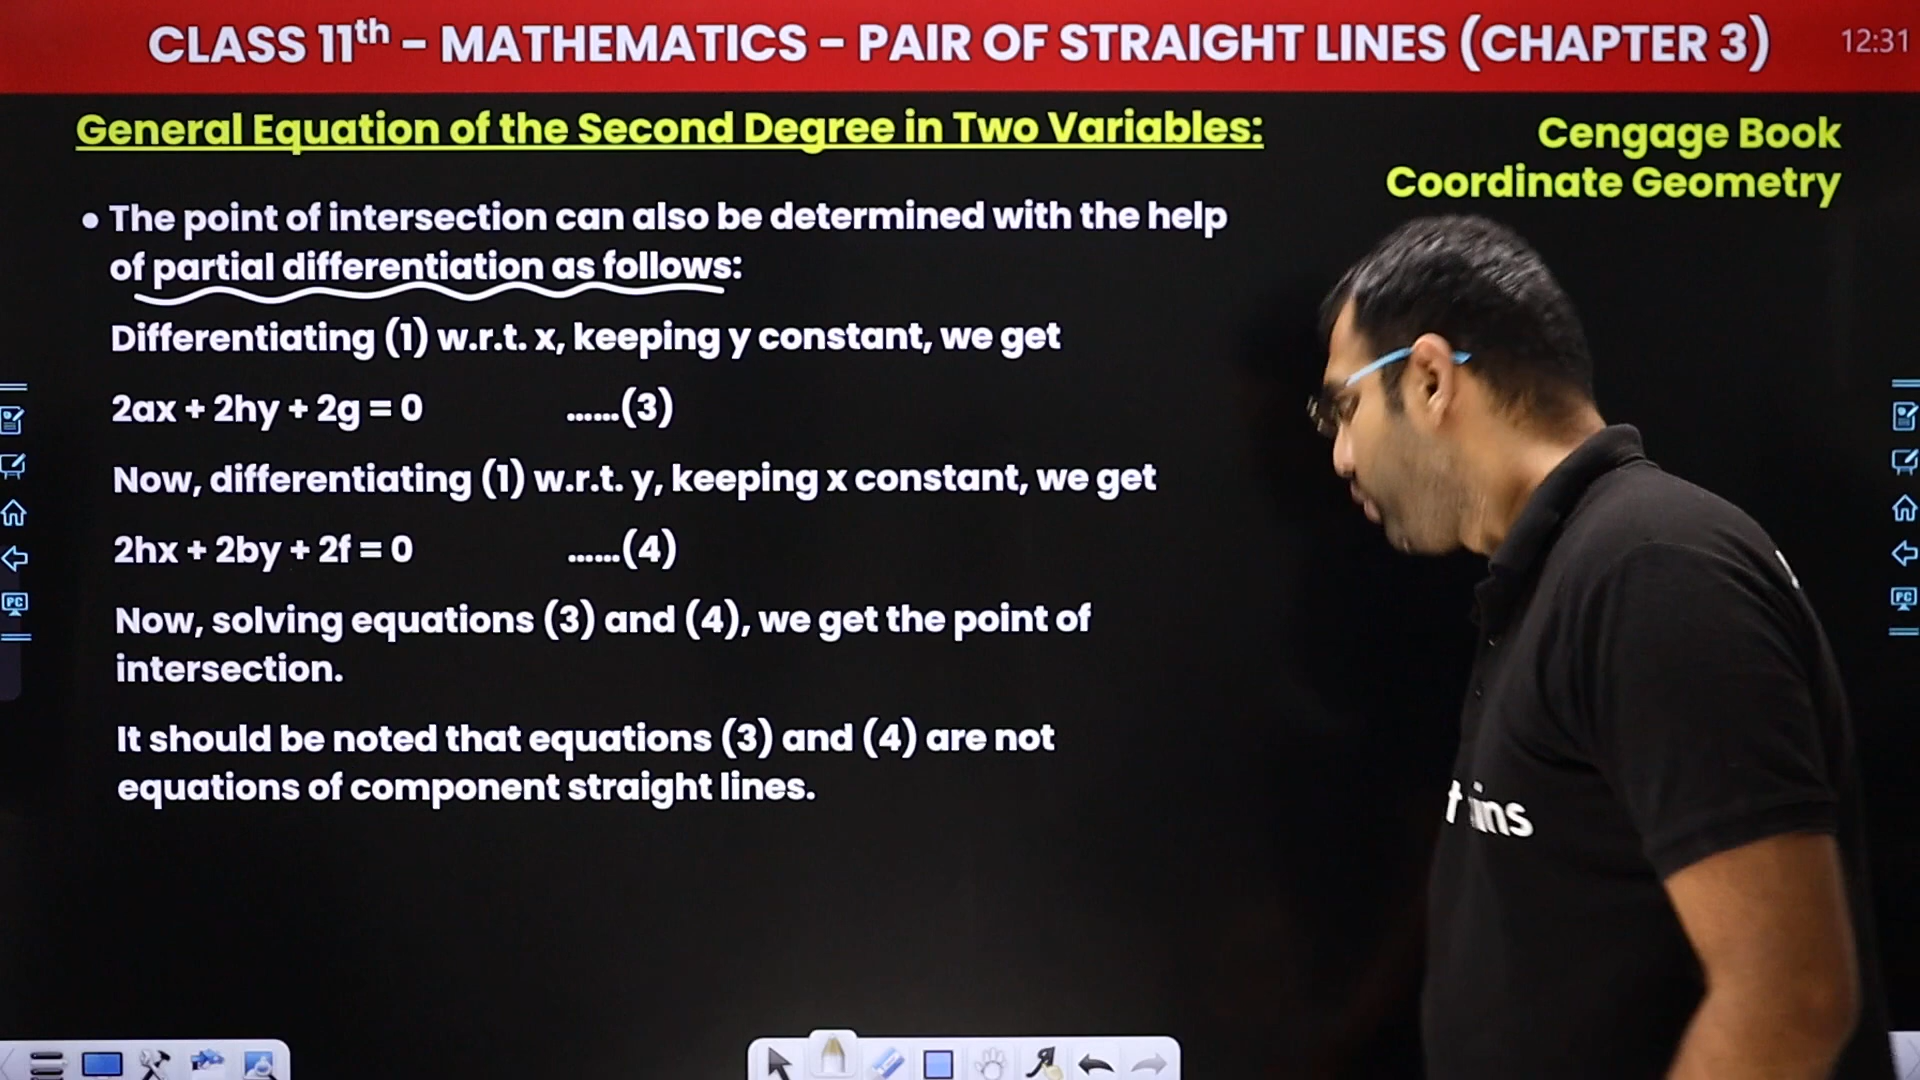 CLASS 11th - MATHEMATICS - PAIR OF STRAIGHT LINES (CHAPTER 3)
12:31
General Equation of the Second Degree in Two Variables:
Cengage Book
Coordinate Geometry
• The point of intersection can also be determined with the help
of partial differentiation as follows:
Differentiating (1) w.r.t. x, keeping y constant, we get
2ax + 2hy + 2g = 0 ......(3)
Now, differentiating (1) w.r.t. y, keeping x constant, we get
2hx + 2by + 2f = 0 ......(4)
Now, solving equations (3) and (4), we get the point of
intersection.
It should be noted that equations (3) and (4) are not
equations of component straight lines.
PC
PC